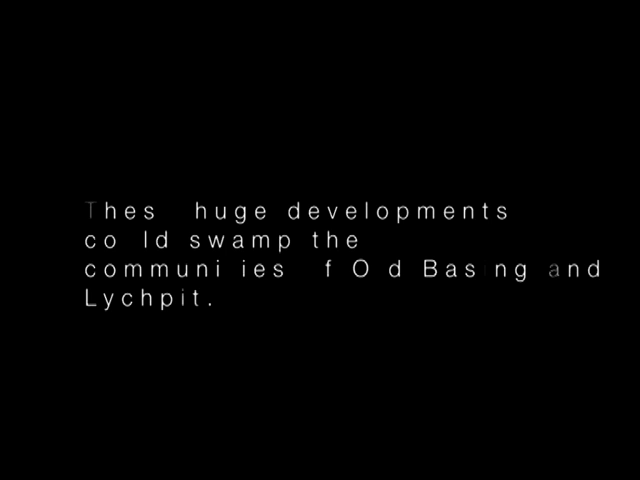 Thes huge developments
co ld swamp the
communi ies f O d Basing and
Lychpit.